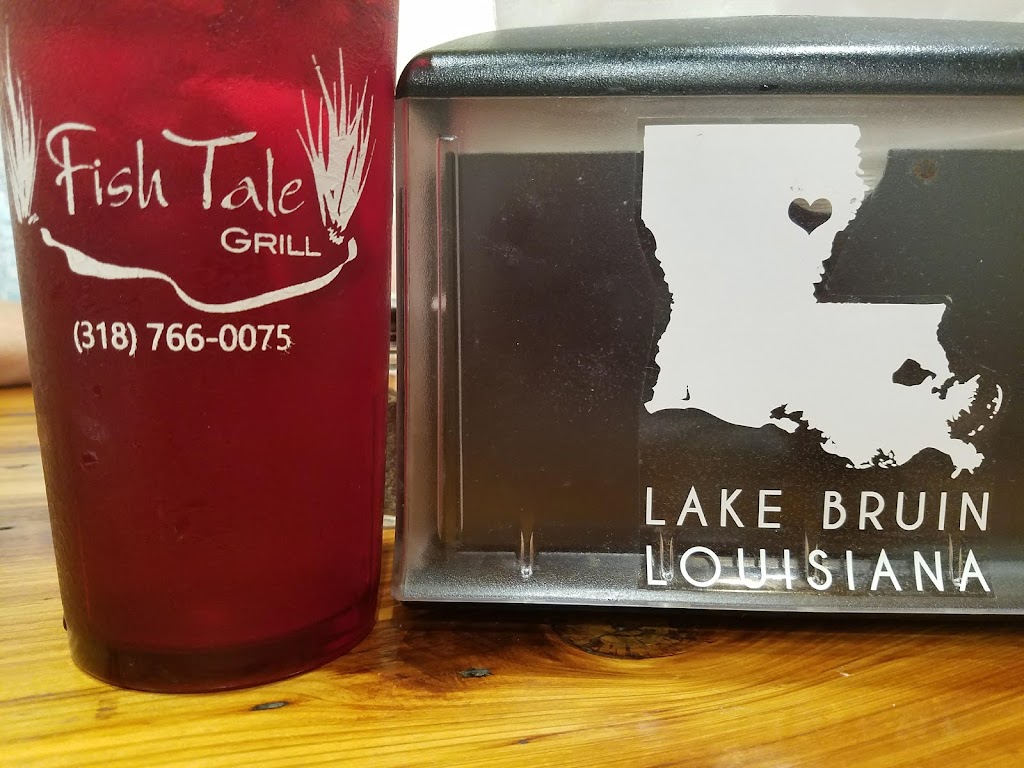 Fish Tale
GRILL
(318) 766-0075
LAKE BRUIN
LOUISIANA